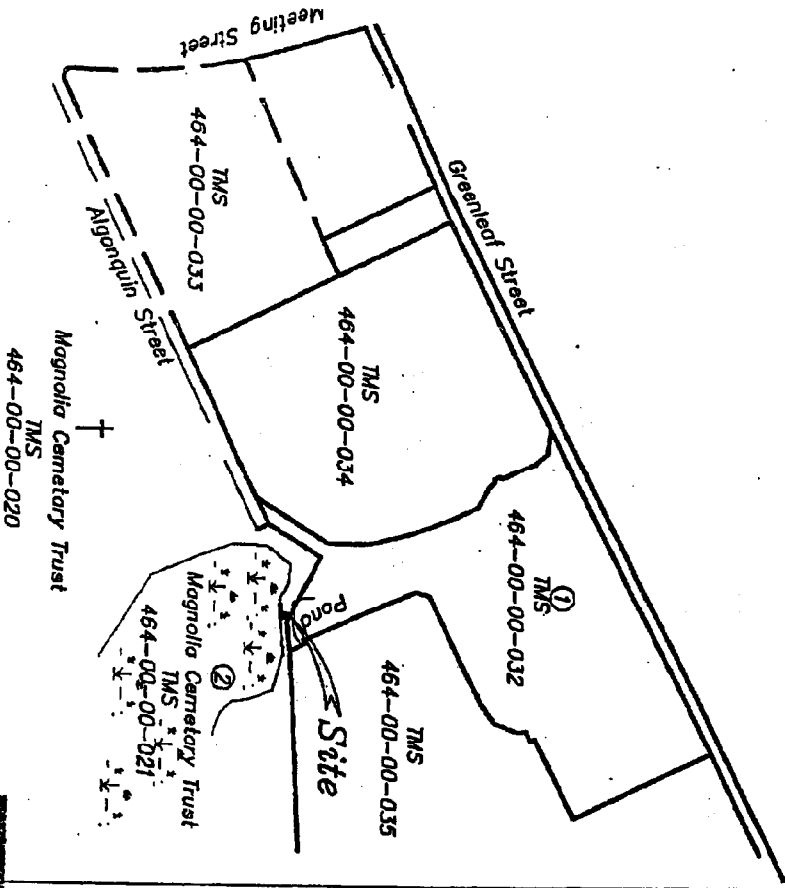 Meeting Street
Greenleaf Street
TMS
464-00-00-033
Algonquin Street
TMS
464-00-00-034
Magnolia Cemetary Trust
TMS
464-00-00-020
①
TMS
464-00-00-032
Pond
TMS
464-00-00-035
Site
②
Magnolia Cemetary Trust
TMS
464-00-00-021